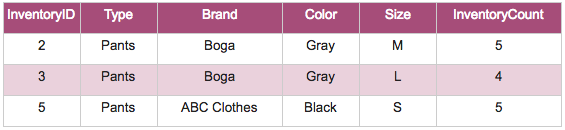 InventoryID Type Brand Color Size InventoryCount
2 Pants Boga Gray M 5
3 Pants Boga Gray L 4
5 Pants ABC Clothes Black S 5